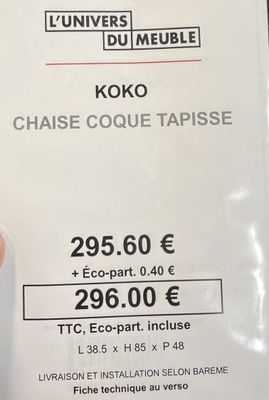 L'UNIVERS
DU MEUBLE
KOKO
CHAISE COQUE TAPISSE
295.60 €
+ Éco-part. 0.40 €
296.00 €
TTC, Eco-part. incluse
L 38.5 x H 85 x P 48
LIVRAISON ET INSTALLATION SELON BAREME
Fiche technique au verso